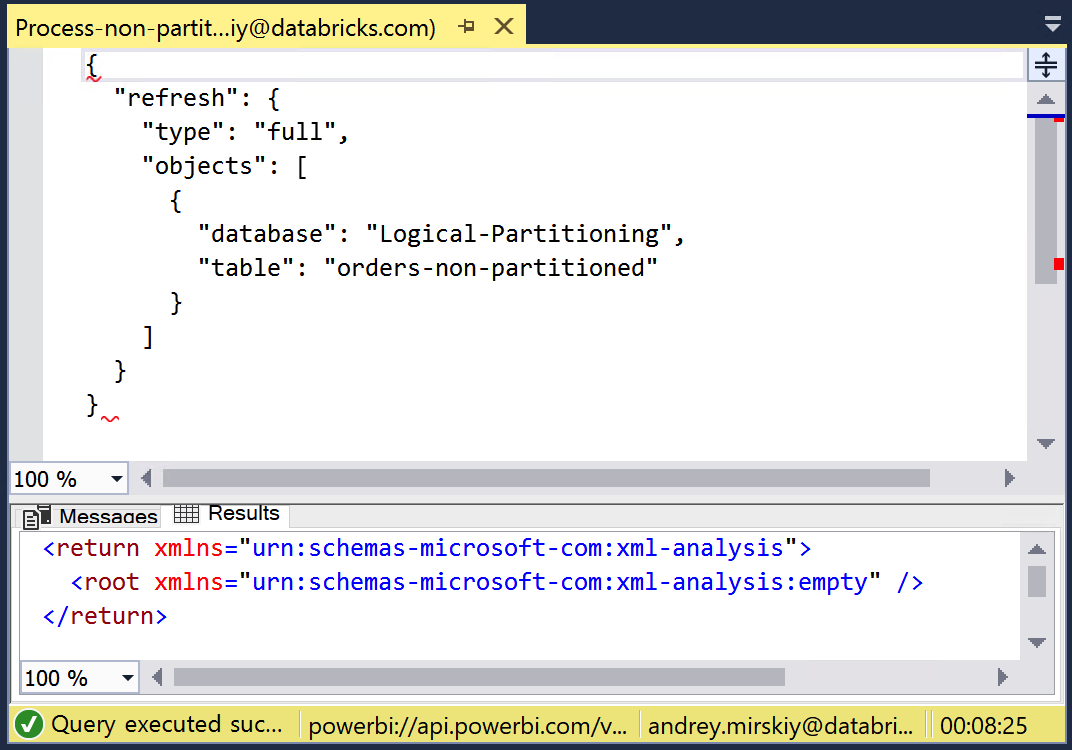 Process-non-partit...iy@databricks.com)
{
  "refresh": {
    "type": "full",
    "objects": [
      {
        "database": "Logical-Partitioning",
        "table": "orders-non-partitioned"
      }
    ]
  }
}
100 %
Messages Results
<return xmlns="urn:schemas-microsoft-com:xml-analysis">
  <root xmlns="urn:schemas-microsoft-com:xml-analysis:empty" />
</return>
100 %
Query executed suc... powerbi://api.powerbi.com/v... andrey.mirskiy@databri... 00:08:25